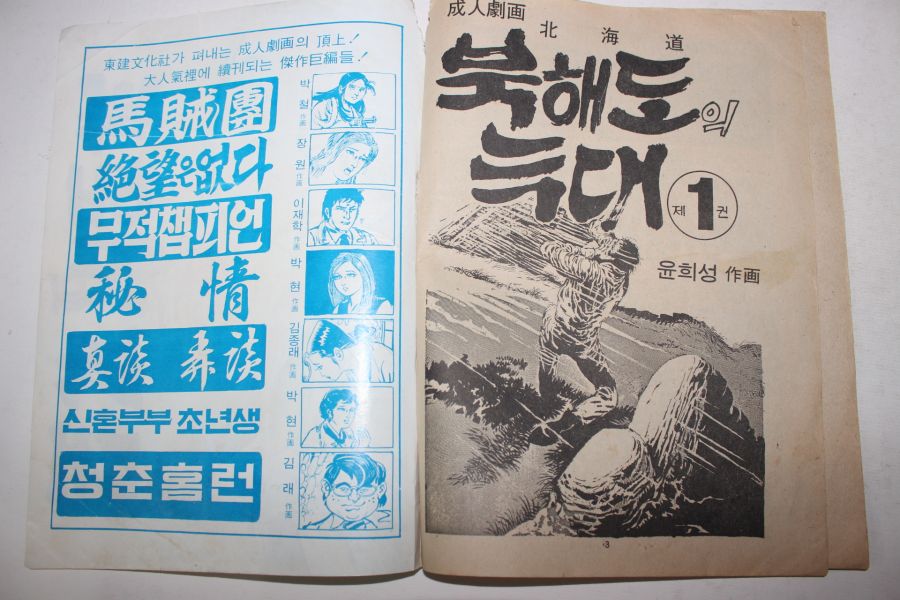 東建文化社가 펴내는 成人劇画의 頂上!
大人氣裡에 續刊되는 傑作巨編들!
馬賊團
박철 作画
絶望은 없다
장원 作画
무적챔피언
이재학 作画
秘情
박현 作画
真談 奔談
김종래 作画
신혼부부 초년생
박현 作画
청춘홈런
김래 作画
成人劇画
北海道
북해도의
늑대
제1권
윤희성 作画
3